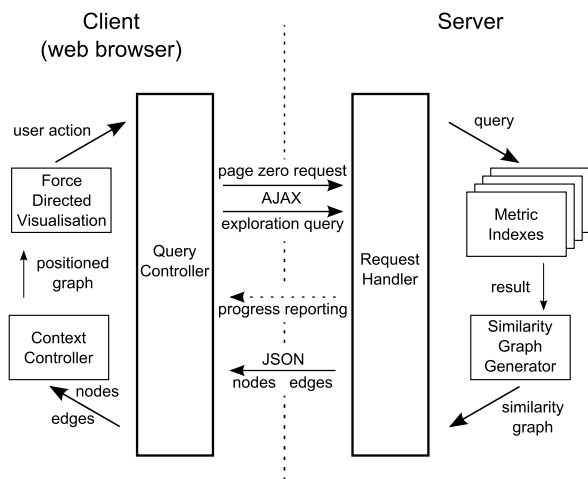 Client
(web browser)
Server
user action
Force
Directed
Visualisation
positioned
graph
Context
Controller
nodes
edges
Query
Controller
page zero request
AJAX
exploration query
progress reporting
JSON
nodes edges
Request
Handler
query
Metric
Indexes
result
Similarity
Graph
Generator
similarity
graph